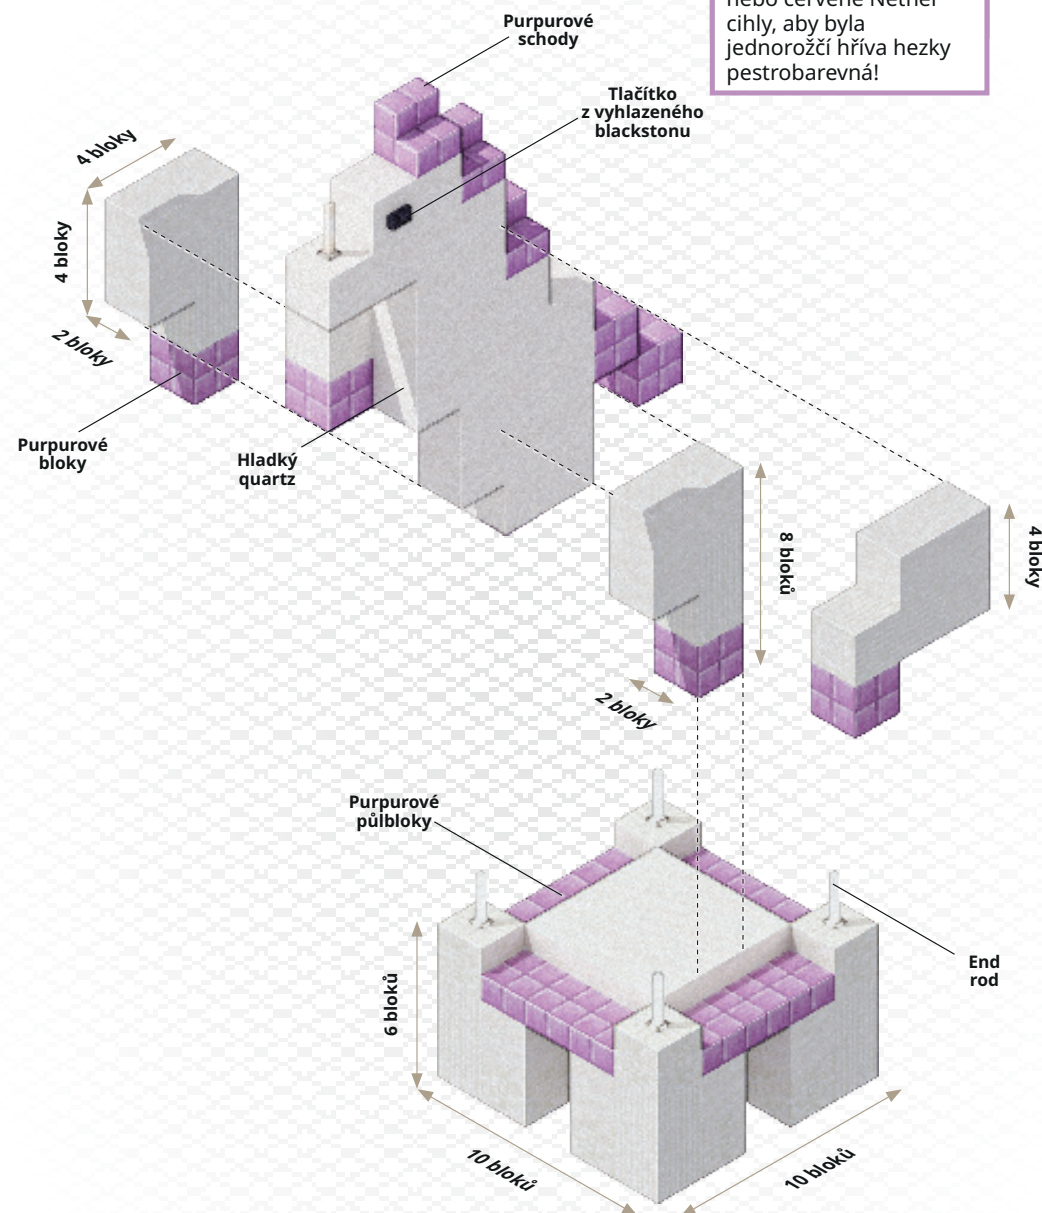 nebo červené Nether
cihly, aby byla
jednorožčí hříva hezky
pestrobarevná!
Purpurové
schody
Tlačítko
z vyhlazeného
blackstonu
4 bloky
4 bloky
2 bloky
Purpurové
bloky
Hladký
quartz
8 bloků
4 bloky
2 bloky
Purpurové
půlbloky
End
rod
6 bloků
10 bloků
10 bloků